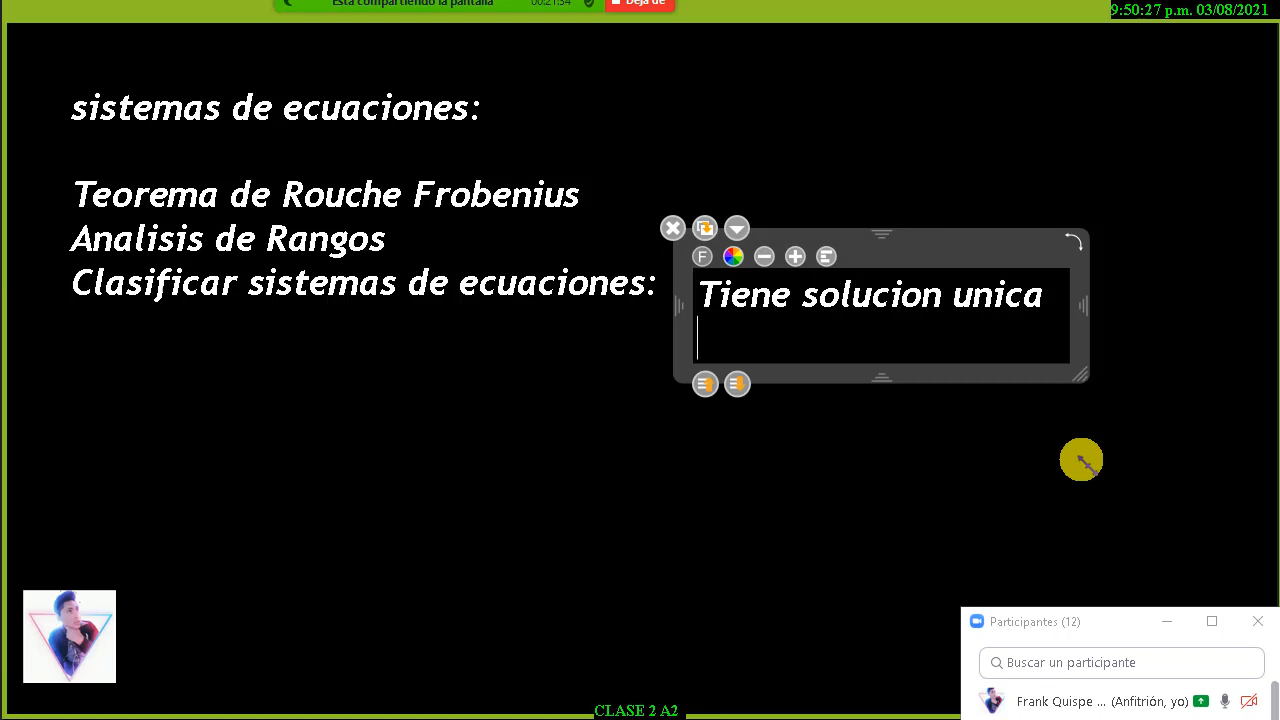 Está compartiendo la pantalla
00:21:54
Deja de
9:50:27 p.m. 03/08/2021
sistemas de ecuaciones:
Teorema de Rouche Frobenius
Analisis de Rangos
Clasificar sistemas de ecuaciones:
F
Tiene solucion unica
Participantes (12)
Buscar un participante
Frank Quispe ... (Anfitrión, yo)
CLASE 2 A2